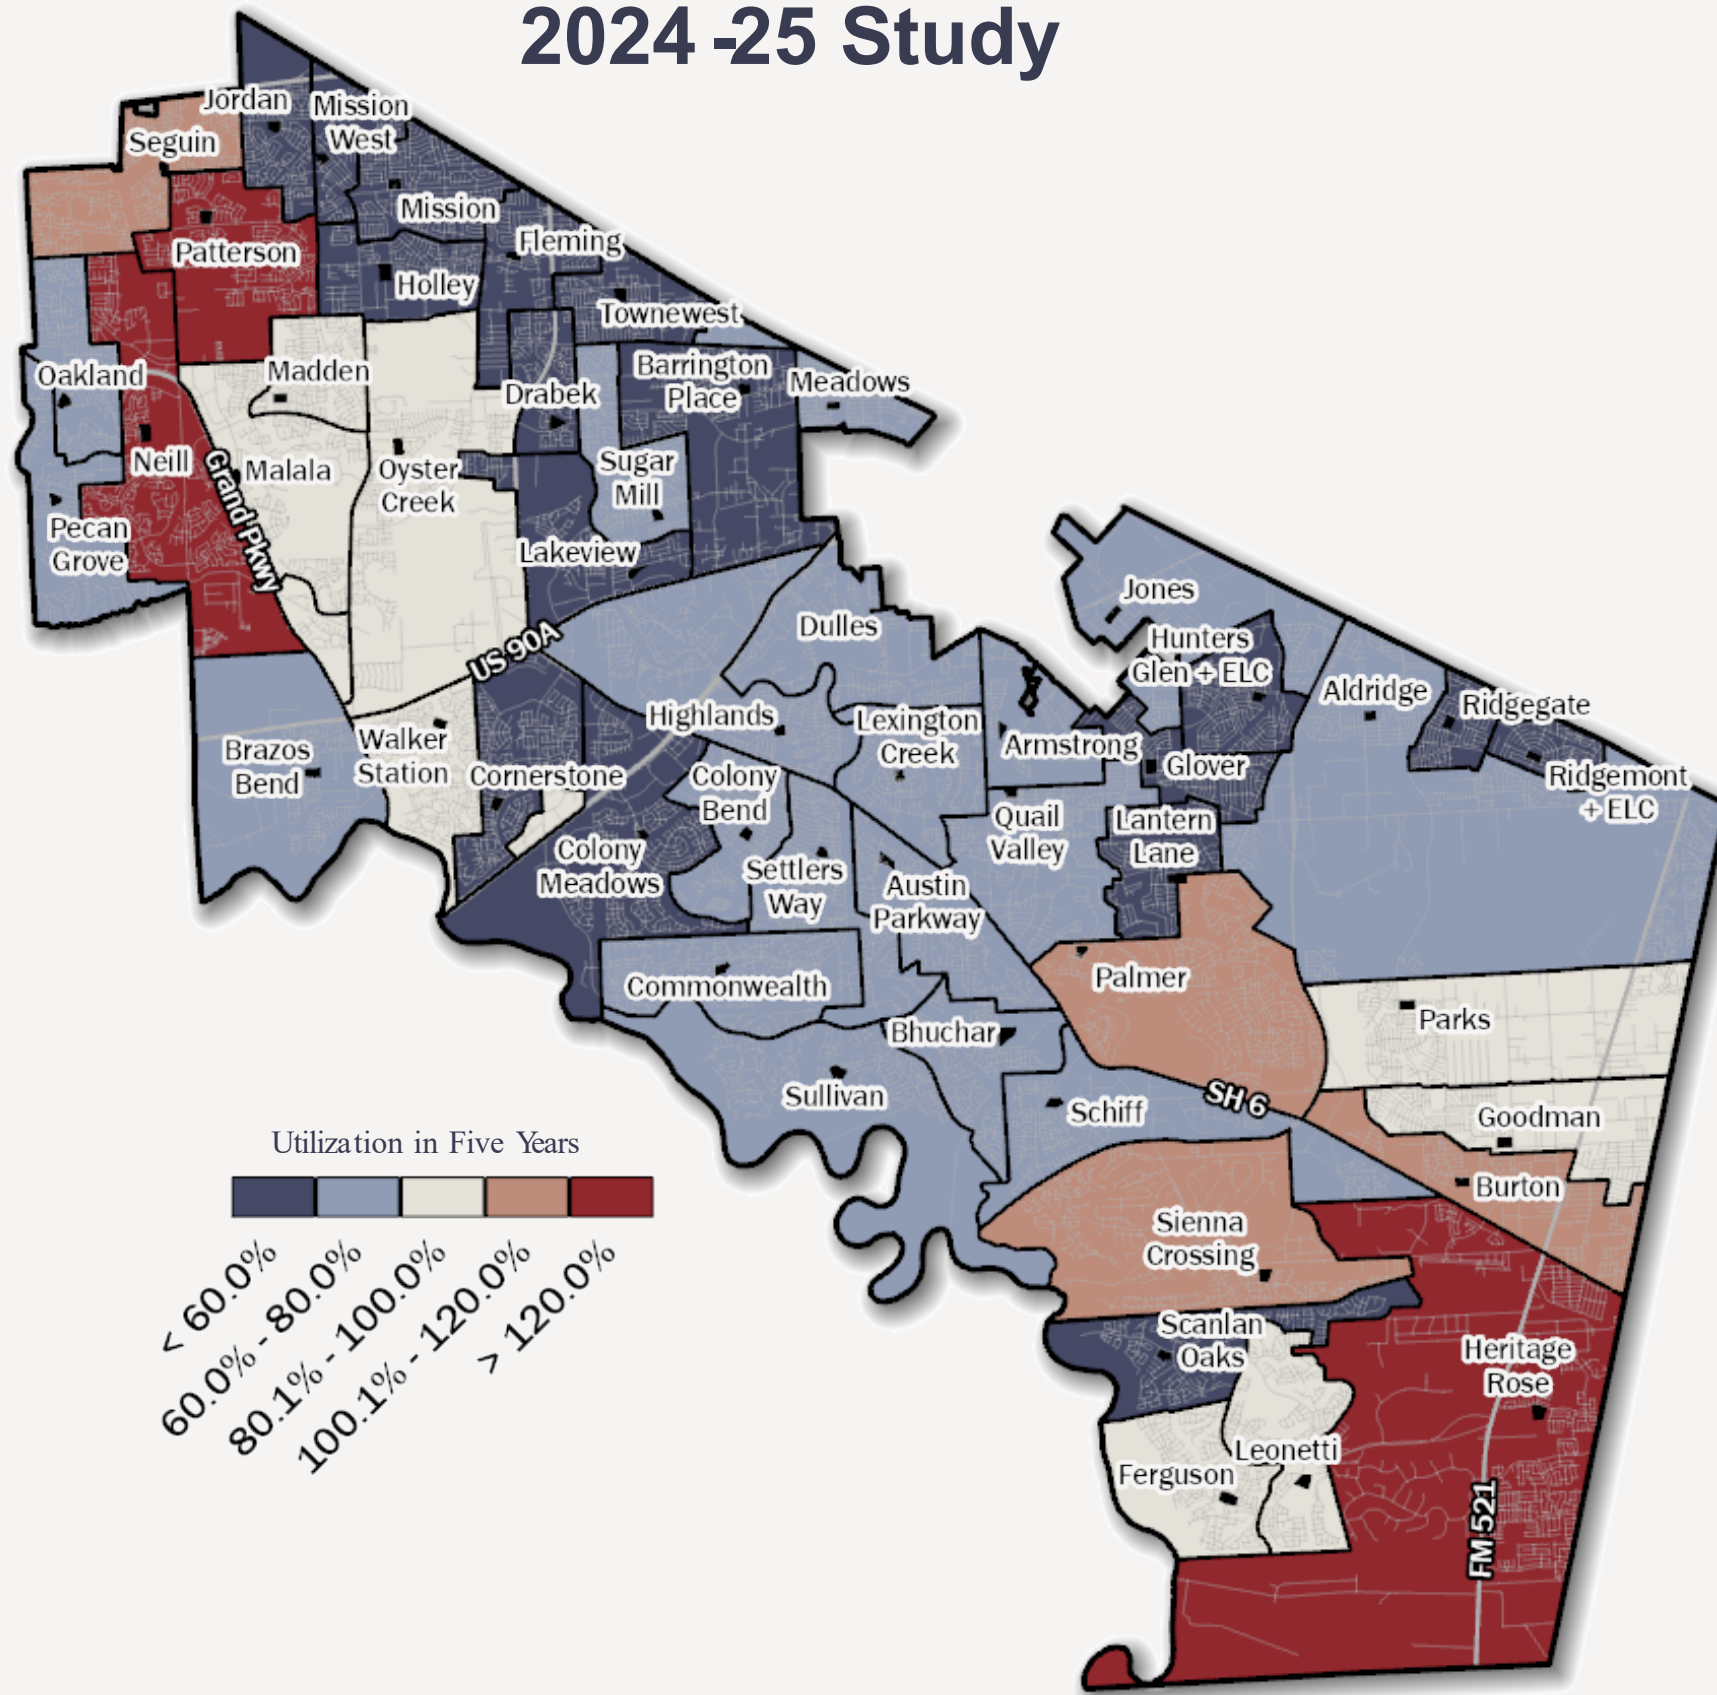 2024 -25 Study
Jordan
Mission
West
Seguin
Mission
Patterson
Fleming
Holley
Townewest
Oakland
Madden
Drabek
Barrington
Place
Meadows
Neill
Grand Pkwy
Malala
Oyster
Creek
Sugar
Mill
Pecan
Grove
Lakeview
US 90A
Dulles
Jones
Hunters
Glen + ELC
Aldridge
Ridgegate
Ridgemont
+ ELC
Brazos
Bend
Walker
Station
Cornerstone
Highlands
Lexington
Creek
Armstrong
Glover
Colony
Bend
Quail
Valley
Lantern
Lane
Colony
Meadows
Settlers
Way
Austin
Parkway
Commonwealth
Palmer
Parks
Bhuchar
Sullivan
Schiff
SH 6
Goodman
Burton
Sienna
Crossing
Scanlan
Oaks
Heritage
Rose
Leonetti
Ferguson
FM 521
Utilization in Five Years
< 60.0%
60.0% - 80.0%
80.1% - 100.0%
100.1% - 120.0%
> 120.0%